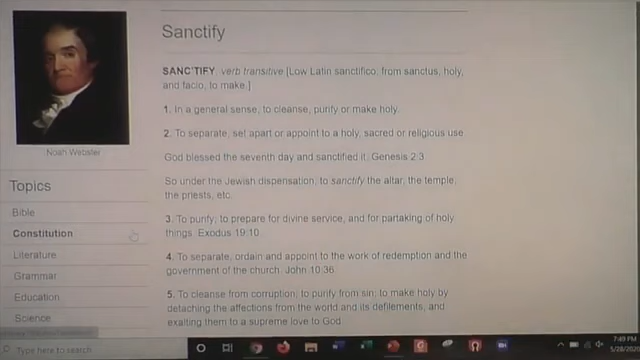 Sanctify
SANC'TIFY, verb transitive [Low Latin sanctifico; from sanctus, holy,
and facio, to make.]
1. In a general sense, to cleanse, purify or make holy.
2. To separate, set apart or appoint to a holy, sacred or religious use.
God blessed the seventh day and sanctified it. Genesis 2:3.
So under the Jewish dispensation, to sanctify the altar, the temple,
the priests, etc.
3. To purify; to prepare for divine service, and for partaking of holy
things. Exodus 19:10.
4. To separate, ordain and appoint to the work of redemption and the
government of the church. John 10:36.
5. To cleanse from corruption; to purify from sin; to make holy by
detaching the affections from the world and its defilements, and
exalting them to a supreme love to God.
Noah Webster
Topics
Bible
Constitution
Literature
Grammar
Education
Science
Type here to search
7:49 PM
5/28/2020